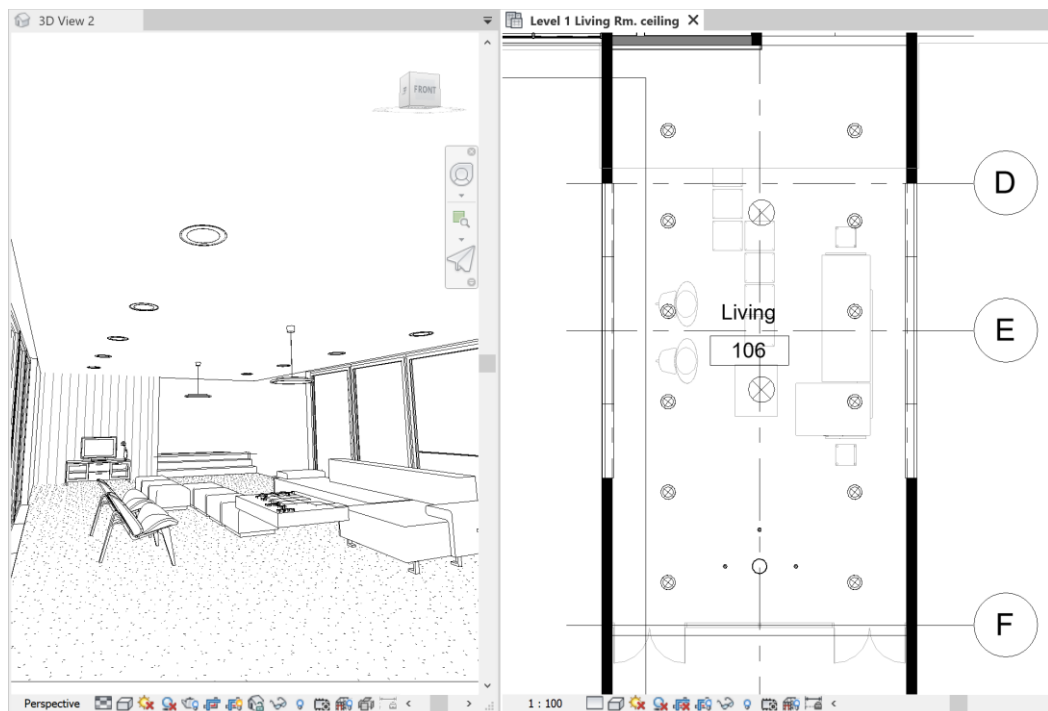 3D View 2
FRONT
Perspective
Level 1 Living Rm. ceiling
D
Living
E
106
F
1 : 100